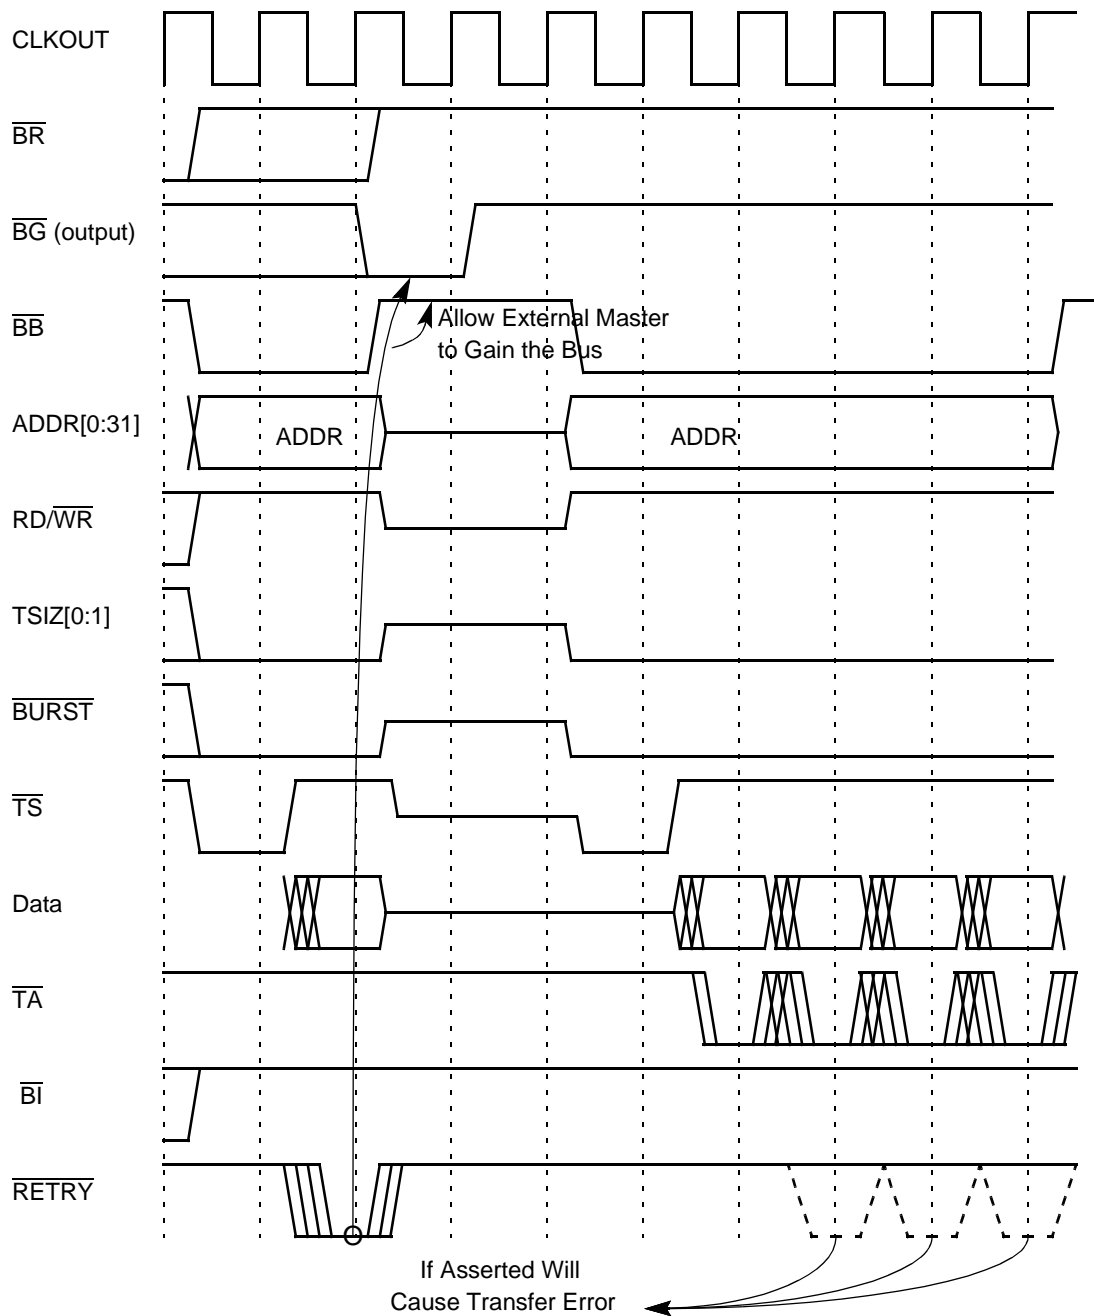 CLKOUT
BR
BG (output)
BB
Allow External Master
to Gain the Bus
ADDR[0:31]
ADDR
ADDR
RD/WR
TSIZ[0:1]
BURST
TS
Data
TA
BI
RETRY
If Asserted Will
Cause Transfer Error